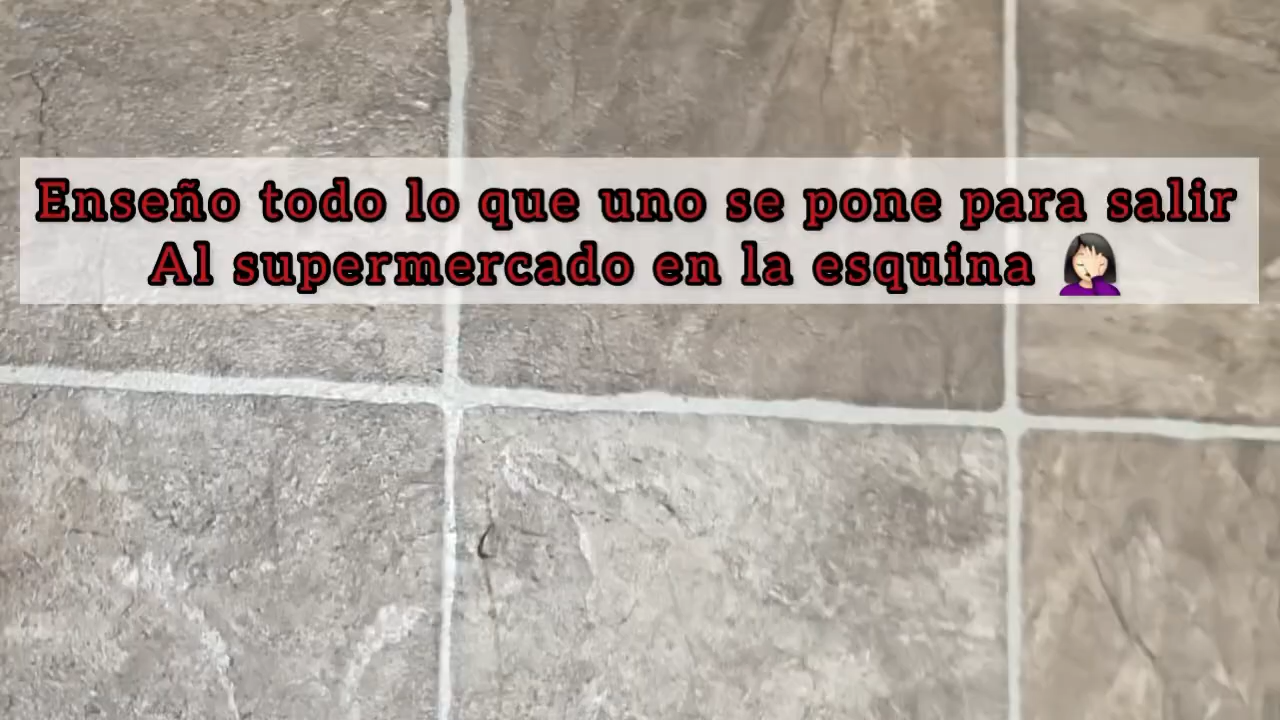 Enseño todo lo que uno se pone para salir
Al supermercado en la esquina 🤦🏻‍♀️